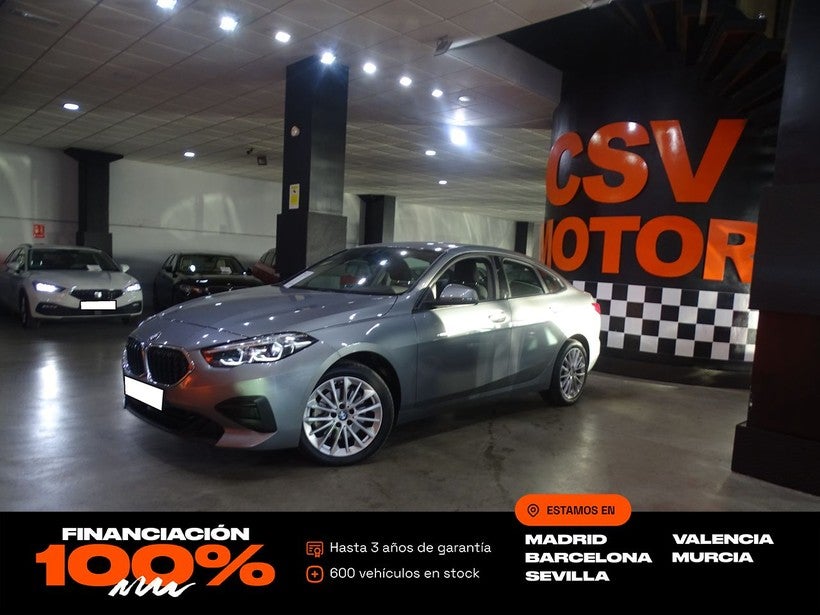 CSV
MOTOR
ESTAMOS EN
FINANCIACIÓN
100%
Hasta 3 años de garantía
600 vehículos en stock
MADRID
BARCELONA
SEVILLA
VALENCIA
MURCIA